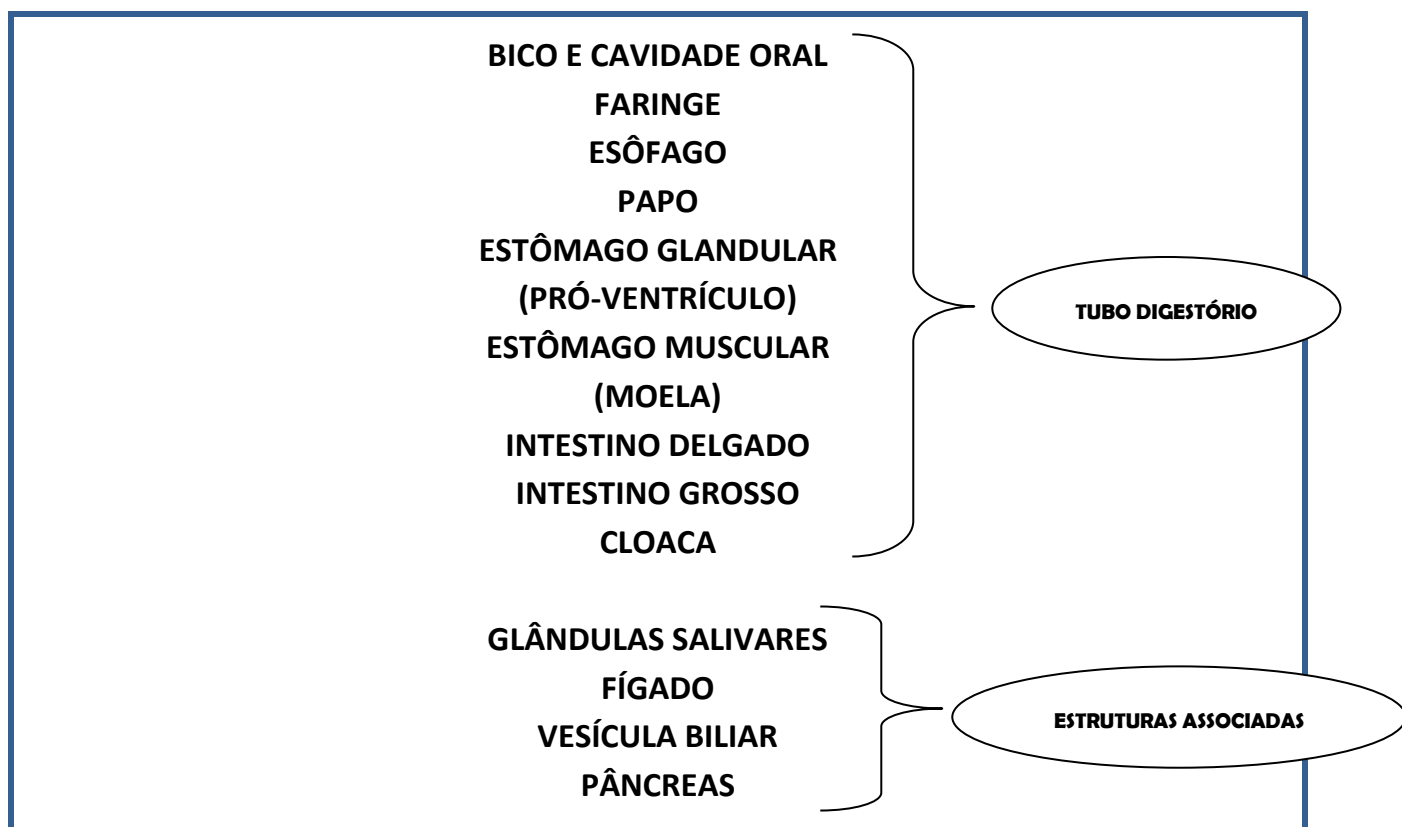 BICO E CAVIDADE ORAL
FARINGE
ESÔFAGO
PAPO
ESTÔMAGO GLANDULAR
(PRÓ-VENTRÍCULO)
ESTÔMAGO MUSCULAR
(MOELA)
INTESTINO DELGADO
INTESTINO GROSSO
CLOACA
TUBO DIGESTÓRIO
GLÂNDULAS SALIVARES
FÍGADO
VESÍCULA BILIAR
PÂNCREAS
ESTRUTURAS ASSOCIADAS